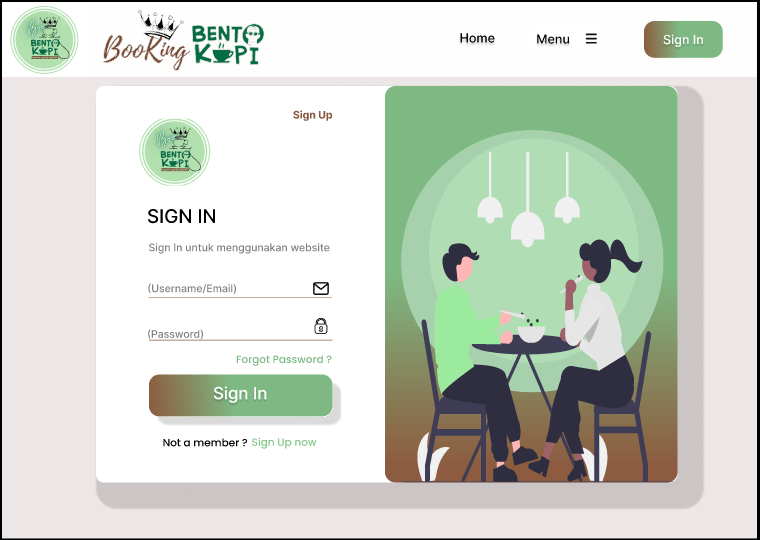 BooKing BENTO KOPI
BENTO KOPI
Home
Menu
Sign In
Sign Up
BENTO KOPI
SIGN IN
Sign In untuk menggunakan website
(Username/Email)
(Password)
Forgot Password ?
Sign In
Not a member ? Sign Up now